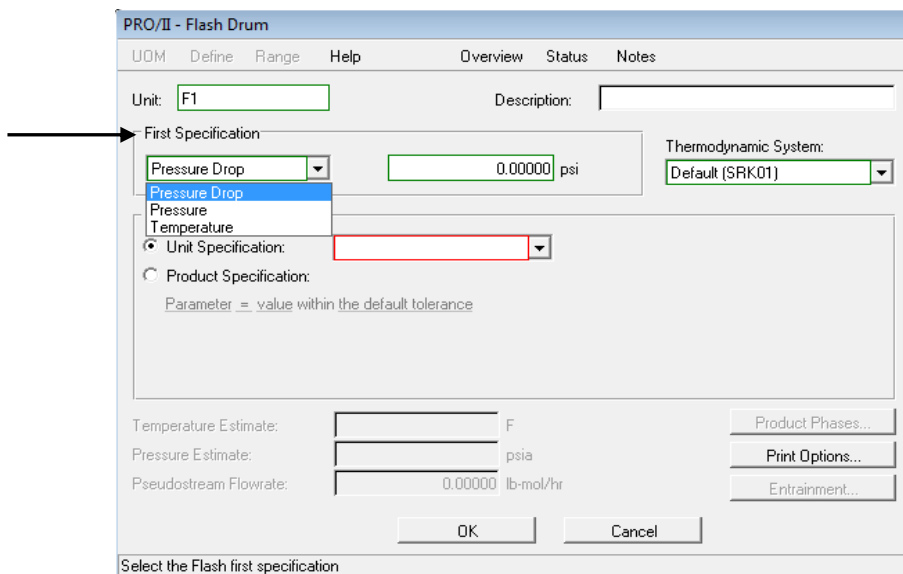 PRO/II - Flash Drum
UOM Define Range Help Overview Status Notes
Unit: F1 Description:
First Specification
Thermodynamic System:
Pressure Drop 0.00000 psi Default (SRK01)
Pressure Drop
Pressure
Temperature
Unit Specification:
Product Specification:
Parameter = value within the default tolerance
Temperature Estimate: F Product Phases...
Pressure Estimate: psia Print Options...
Pseudostream Flowrate: 0.00000 lb-mol/hr Entrainment...
OK Cancel
Select the Flash first specification